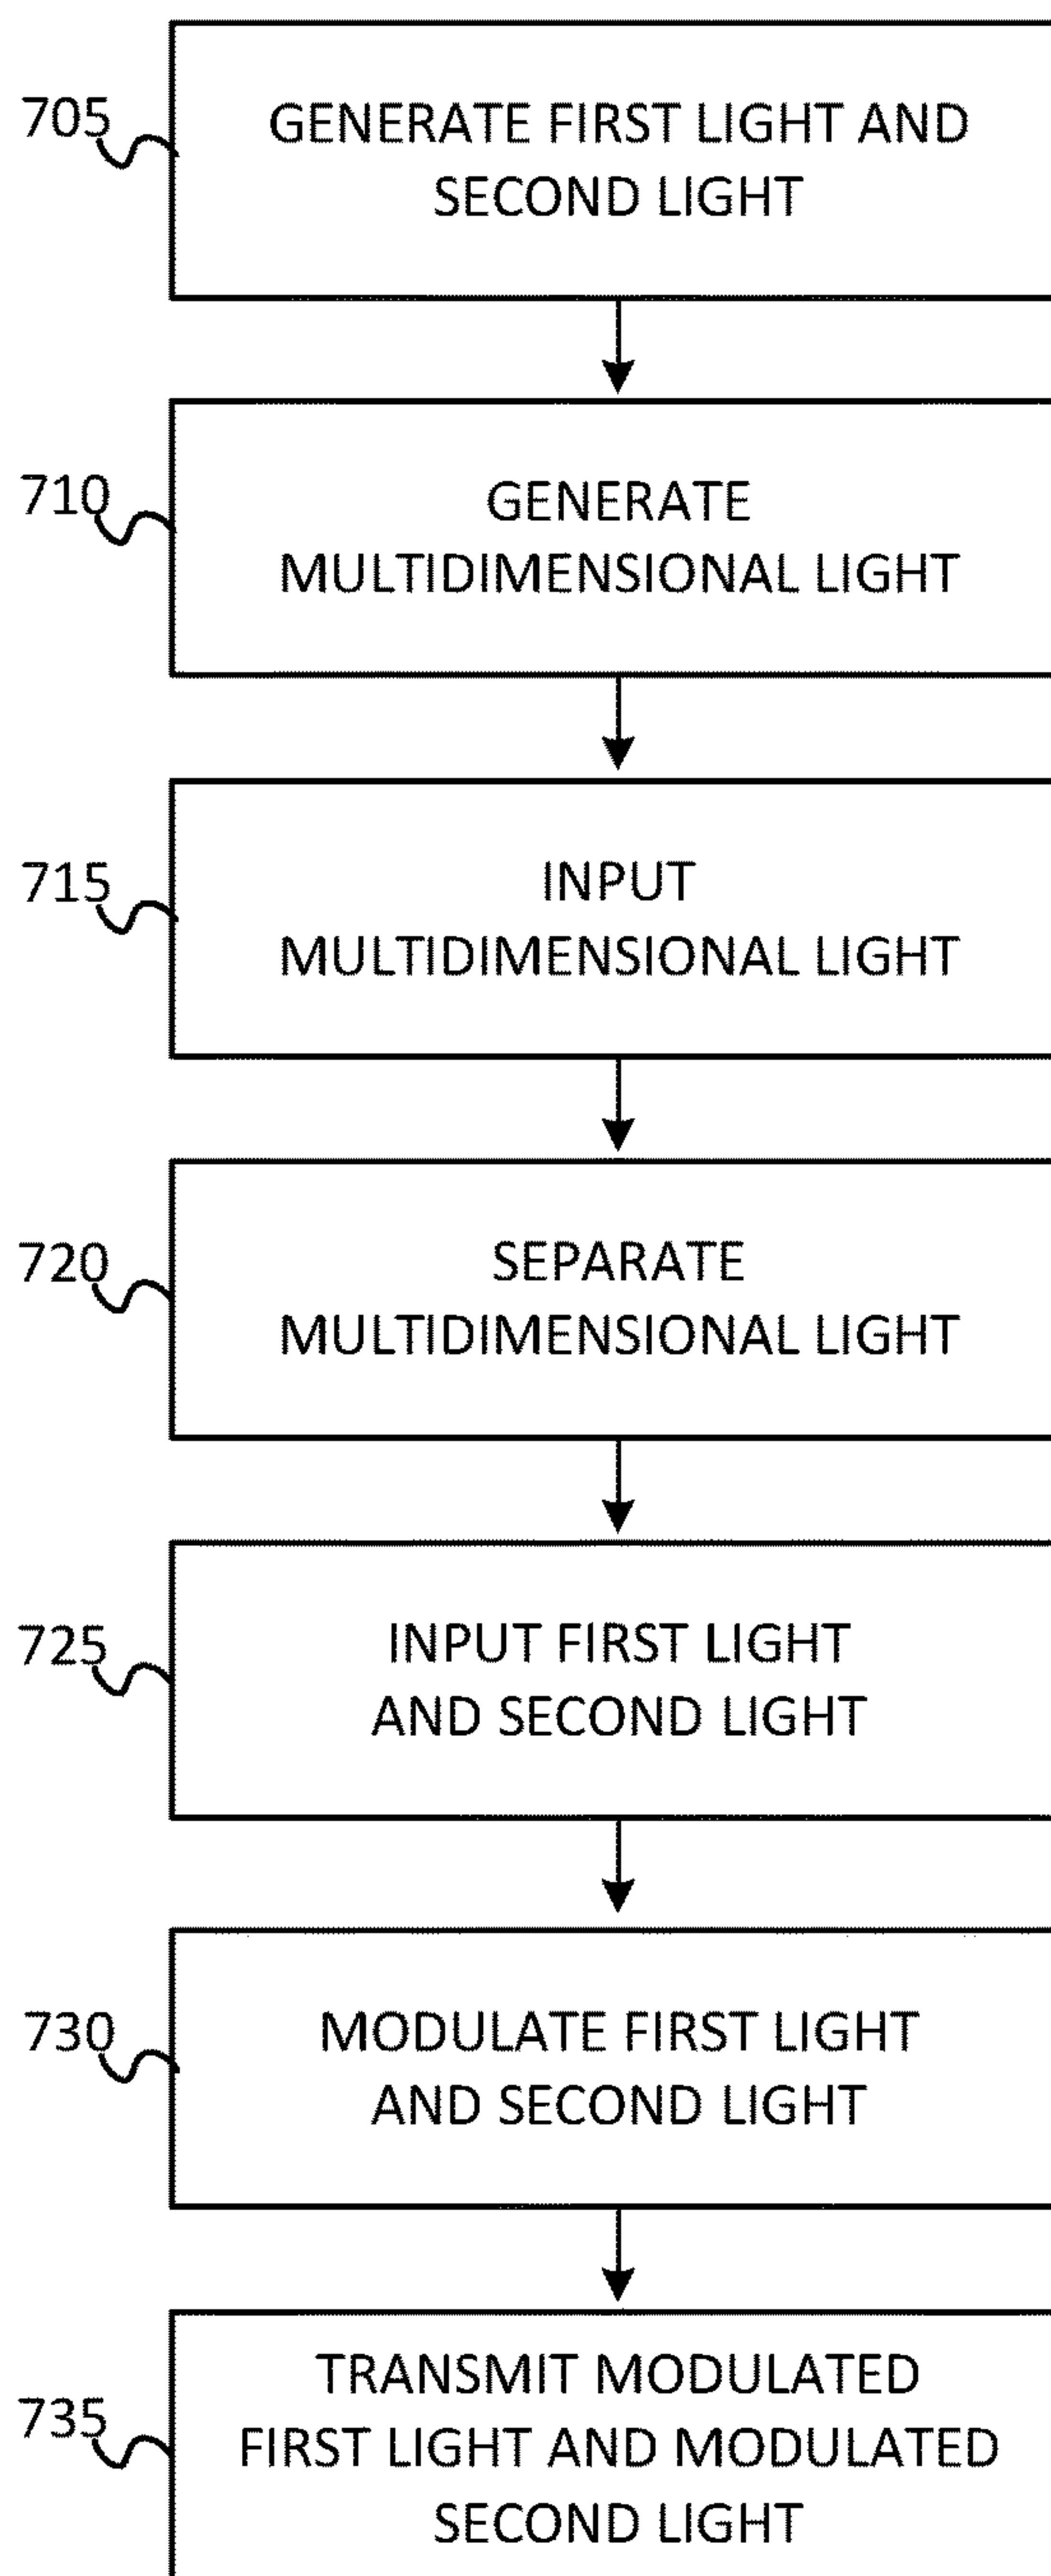 705
GENERATE FIRST LIGHT AND
SECOND LIGHT
710
GENERATE
MULTIDIMENSIONAL LIGHT
715
INPUT
MULTIDIMENSIONAL LIGHT
720
SEPARATE
MULTIDIMENSIONAL LIGHT
725
INPUT FIRST LIGHT
AND SECOND LIGHT
730
MODULATE FIRST LIGHT
AND SECOND LIGHT
735
TRANSMIT MODULATED
FIRST LIGHT AND MODULATED
SECOND LIGHT